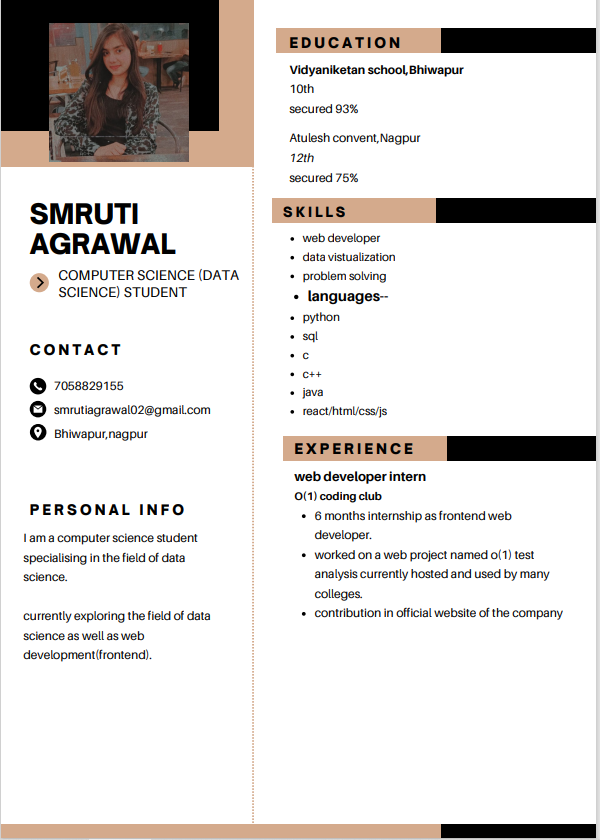 SMRUTI
AGRAWAL
COMPUTER SCIENCE (DATA
SCIENCE) STUDENT
CONTACT
7058829155
smrutiagrawal02@gmail.com
Bhiwapur,nagpur
PERSONAL INFO
I am a computer science student
specialising in the field of data
science.
currently exploring the field of data
science as well as web
development(frontend).
EDUCATION
Vidyaniketan school,Bhiwapur
10th
secured 93%
Atulesh convent,Nagpur
12th
secured 75%
SKILLS
• web developer
• data vistualization
• problem solving
• languages--
• python
• sql
• c
• c++
• java
• react/html/css/js
EXPERIENCE
web developer intern
O(1) coding club
• 6 months internship as frontend web
developer.
• worked on a web project named o(1) test
analysis currently hosted and used by many
colleges.
• contribution in official website of the company